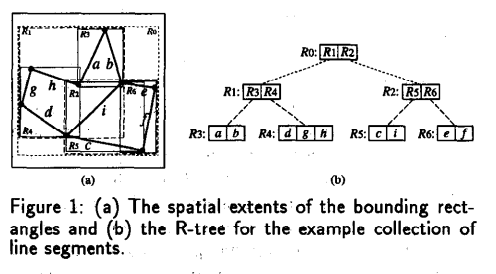 R1 R3 R0
a b
h R2 R6 e
g i
d f
R4 R5 c
(a)
R0: R1 R2
R1: R3 R4 R2: R5 R6
R3: a b R4: d g h R5: c i R6: e f
(b)
Figure 1: (a) The spatial extents of the bounding rect-
angles and (b) the R-tree for the example collection of
line segments.